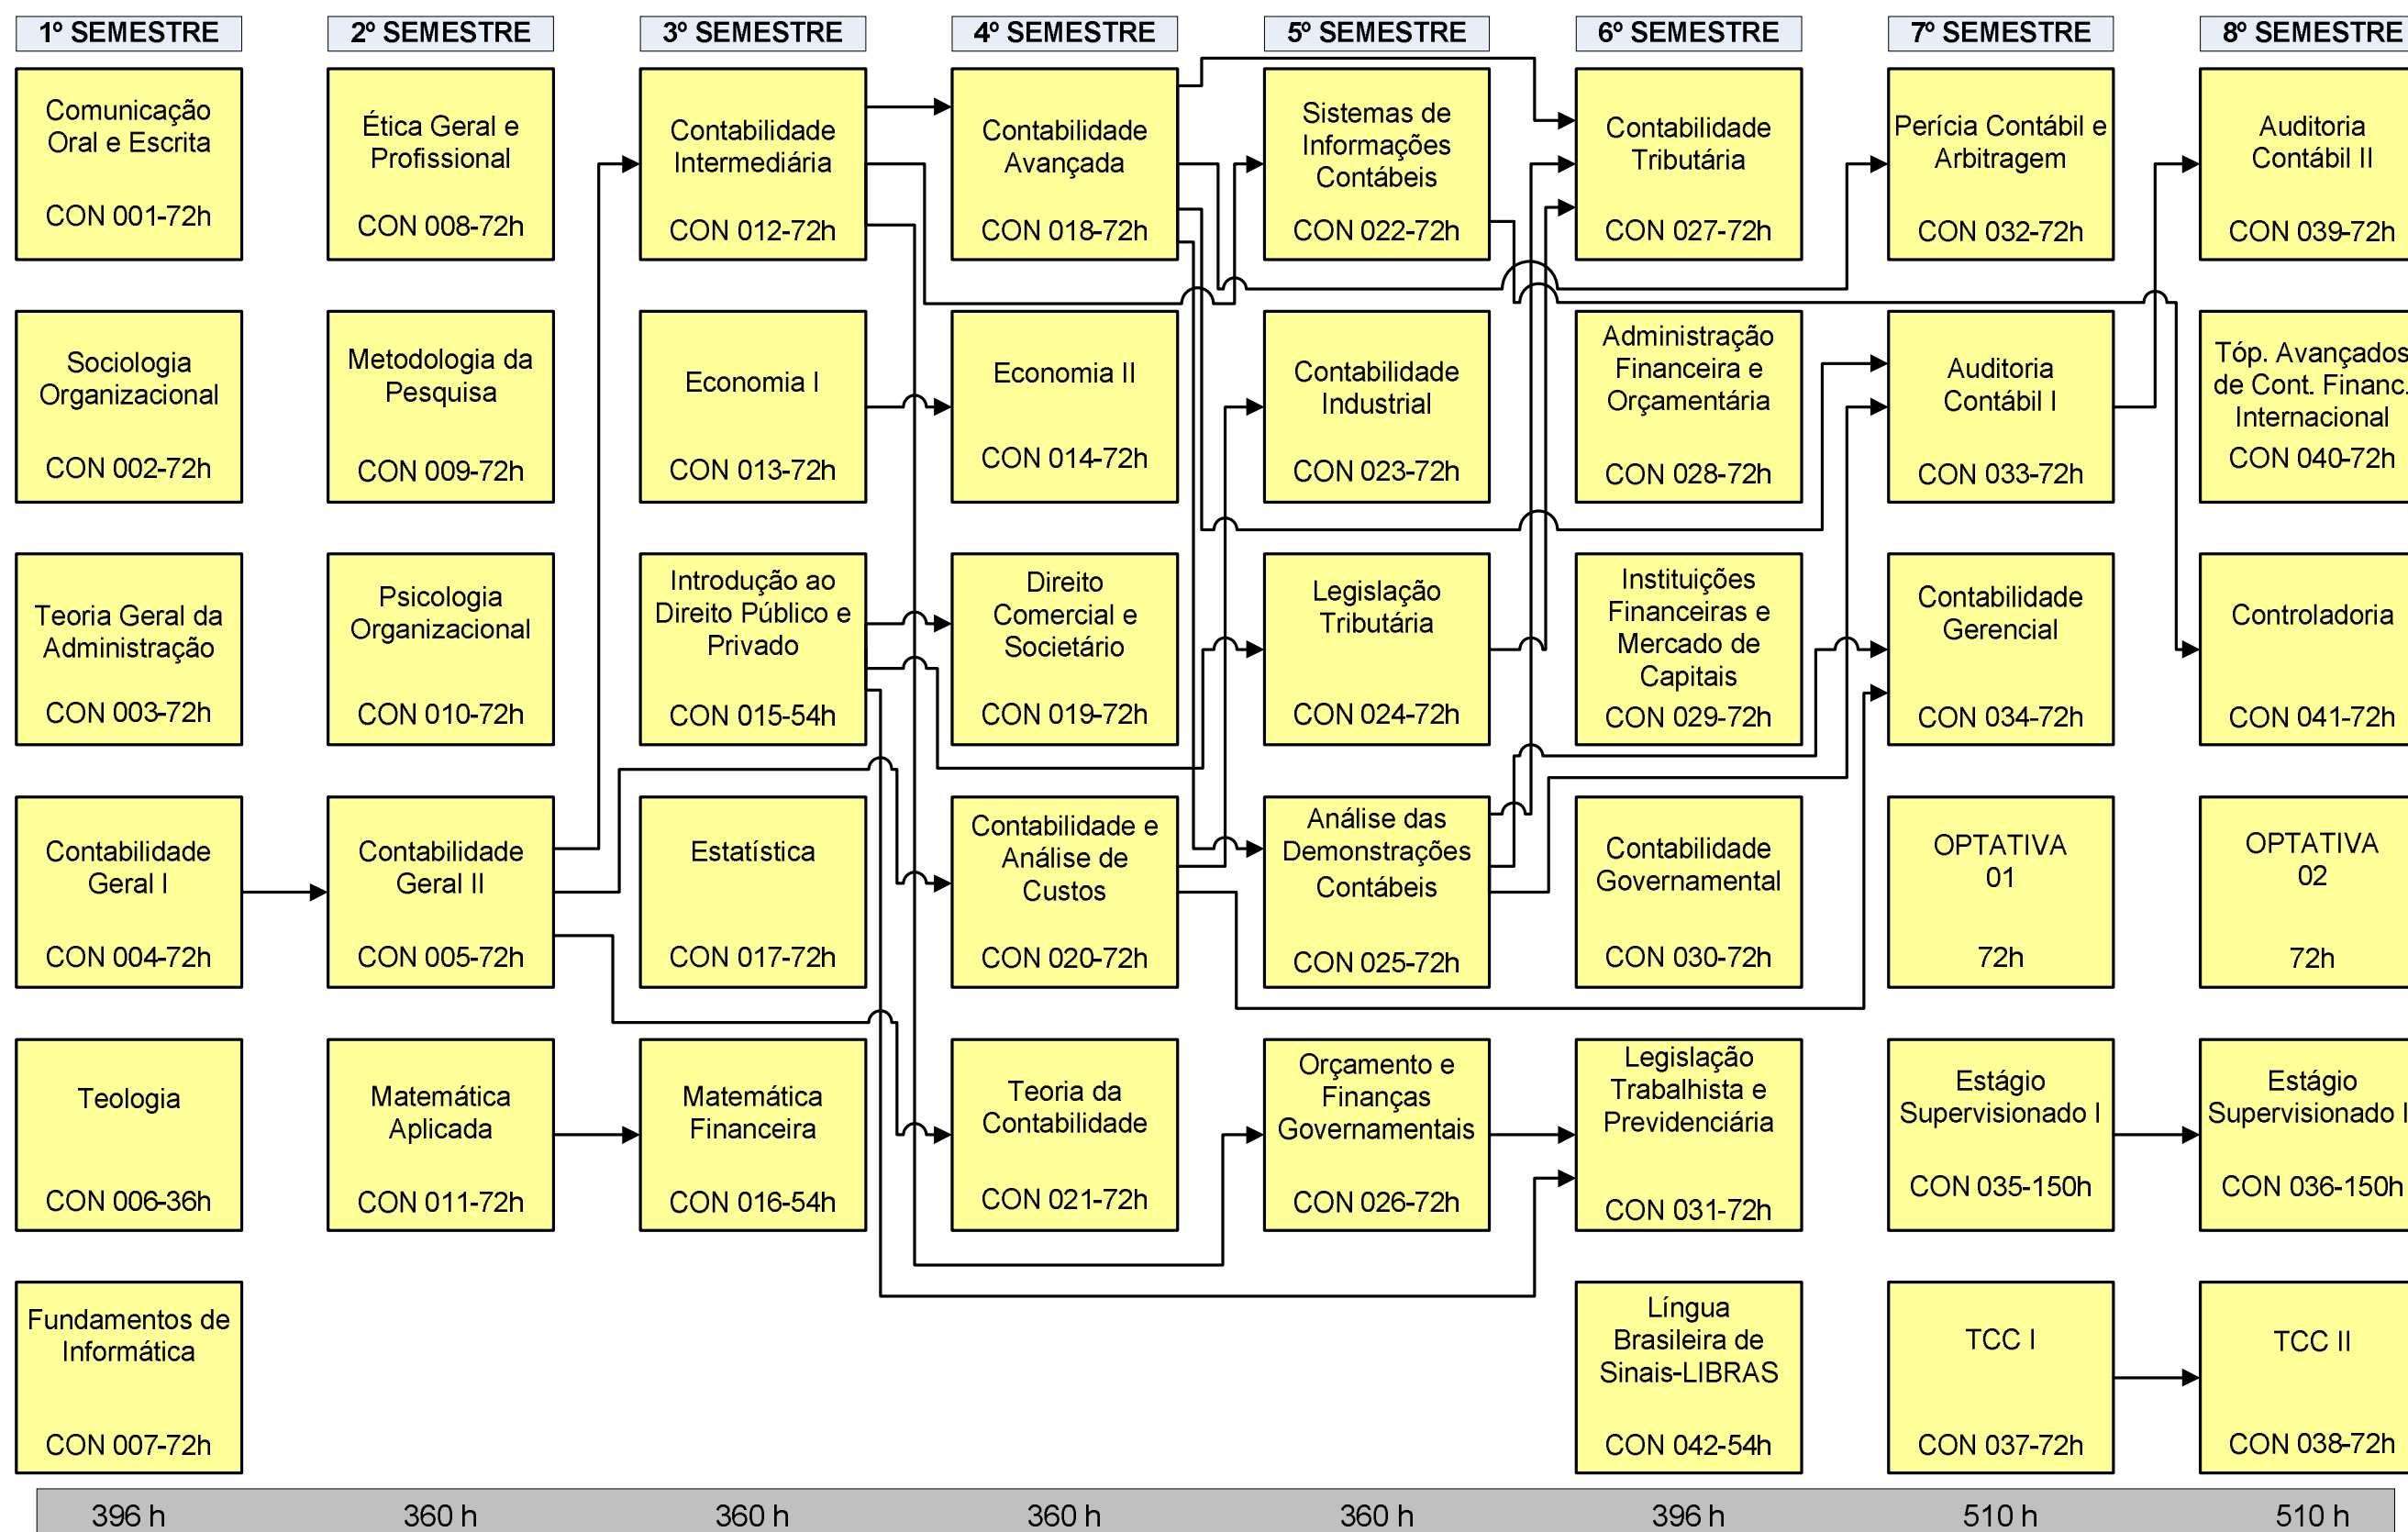 1º SEMESTRE
2º SEMESTRE
3º SEMESTRE
4º SEMESTRE
5º SEMESTRE
6º SEMESTRE
7º SEMESTRE
8º SEMESTRE
Comunicação
Oral e Escrita
CON 001-72h
Ética Geral e
Profissional
CON 008-72h
Contabilidade
Intermediária
CON 012-72h
Contabilidade
Avançada
CON 018-72h
Sistemas de
Informações
Contábeis
CON 022-72h
Contabilidade
Tributária
CON 027-72h
Perícia Contábil e
Arbitragem
CON 032-72h
Auditoria
Contábil II
CON 039-72h
Sociologia
Organizacional
CON 002-72h
Metodologia da
Pesquisa
CON 009-72h
Economia I
CON 013-72h
Economia II
CON 014-72h
Contabilidade
Industrial
CON 023-72h
Administração
Financeira e
Orçamentária
CON 028-72h
Auditoria
Contábil I
CON 033-72h
Tóp. Avançados
de Cont. Financ.
Internacional
CON 040-72h
Teoria Geral da
Administração
CON 003-72h
Psicologia
Organizacional
CON 010-72h
Introdução ao
Direito Público e
Privado
CON 015-54h
Direito
Comercial e
Societário
CON 019-72h
Legislação
Tributária
CON 024-72h
Instituições
Financeiras e
Mercado de
Capitais
CON 029-72h
Contabilidade
Gerencial
CON 034-72h
Controladoria
CON 041-72h
Contabilidade
Geral I
CON 004-72h
Contabilidade
Geral II
CON 005-72h
Estatística
CON 017-72h
Contabilidade e
Análise de
Custos
CON 020-72h
Análise das
Demonstrações
Contábeis
CON 025-72h
Contabilidade
Governamental
CON 030-72h
OPTATIVA
01
72h
OPTATIVA
02
72h
Teologia
CON 006-36h
Matemática
Aplicada
CON 011-72h
Matemática
Financeira
CON 016-54h
Teoria da
Contabilidade
CON 021-72h
Orçamento e
Finanças
Governamentais
CON 026-72h
Legislação
Trabalhista e
Previdenciária
CON 031-72h
Estágio
Supervisionado I
CON 035-150h
Estágio
Supervisionado I
CON 036-150h
Fundamentos de
Informática
CON 007-72h
Língua
Brasileira de
Sinais-LIBRAS
CON 042-54h
TCC I
CON 037-72h
TCC II
CON 038-72h
396 h
360 h
360 h
360 h
360 h
396 h
510 h
510 h